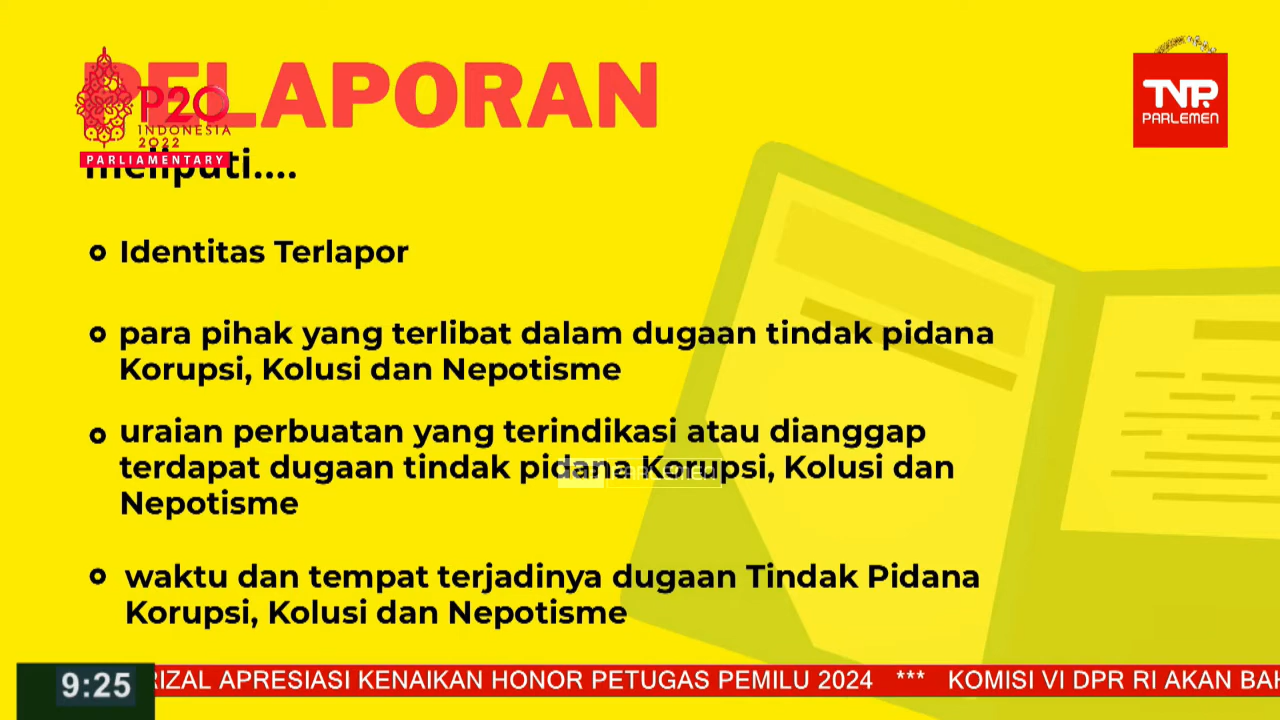 PELAPORAN
P20
INDONESIA
2022
PARLIAMENTARY
meliputi....
TVP.
PARLEMEN
Identitas Terlapor
para pihak yang terlibat dalam dugaan tindak pidana
Korupsi, Kolusi dan Nepotisme
uraian perbuatan yang terindikasi atau dianggap
terdapat dugaan tindak pidana Korupsi, Kolusi dan
Nepotisme
PARLEMEN
waktu dan tempat terjadinya dugaan Tindak Pidana
Korupsi, Kolusi dan Nepotisme
9:25
RIZAL APRESIASI KENAIKAN HONOR PETUGAS PEMILU 2024 *** KOMISI VI DPR RI AKAN BAH